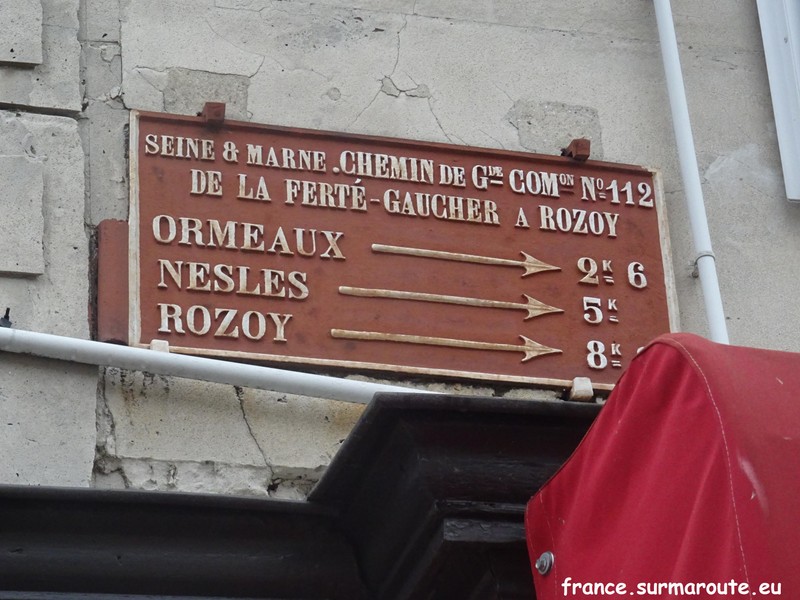 SEINE & MARNE. CHEMIN DE Gde COMon No 112
DE LA FERTÉ-GAUCHER A ROZOY
ORMEAUX 2K 6
NESLES 5K
ROZOY 8K
france.surmaroute.eu